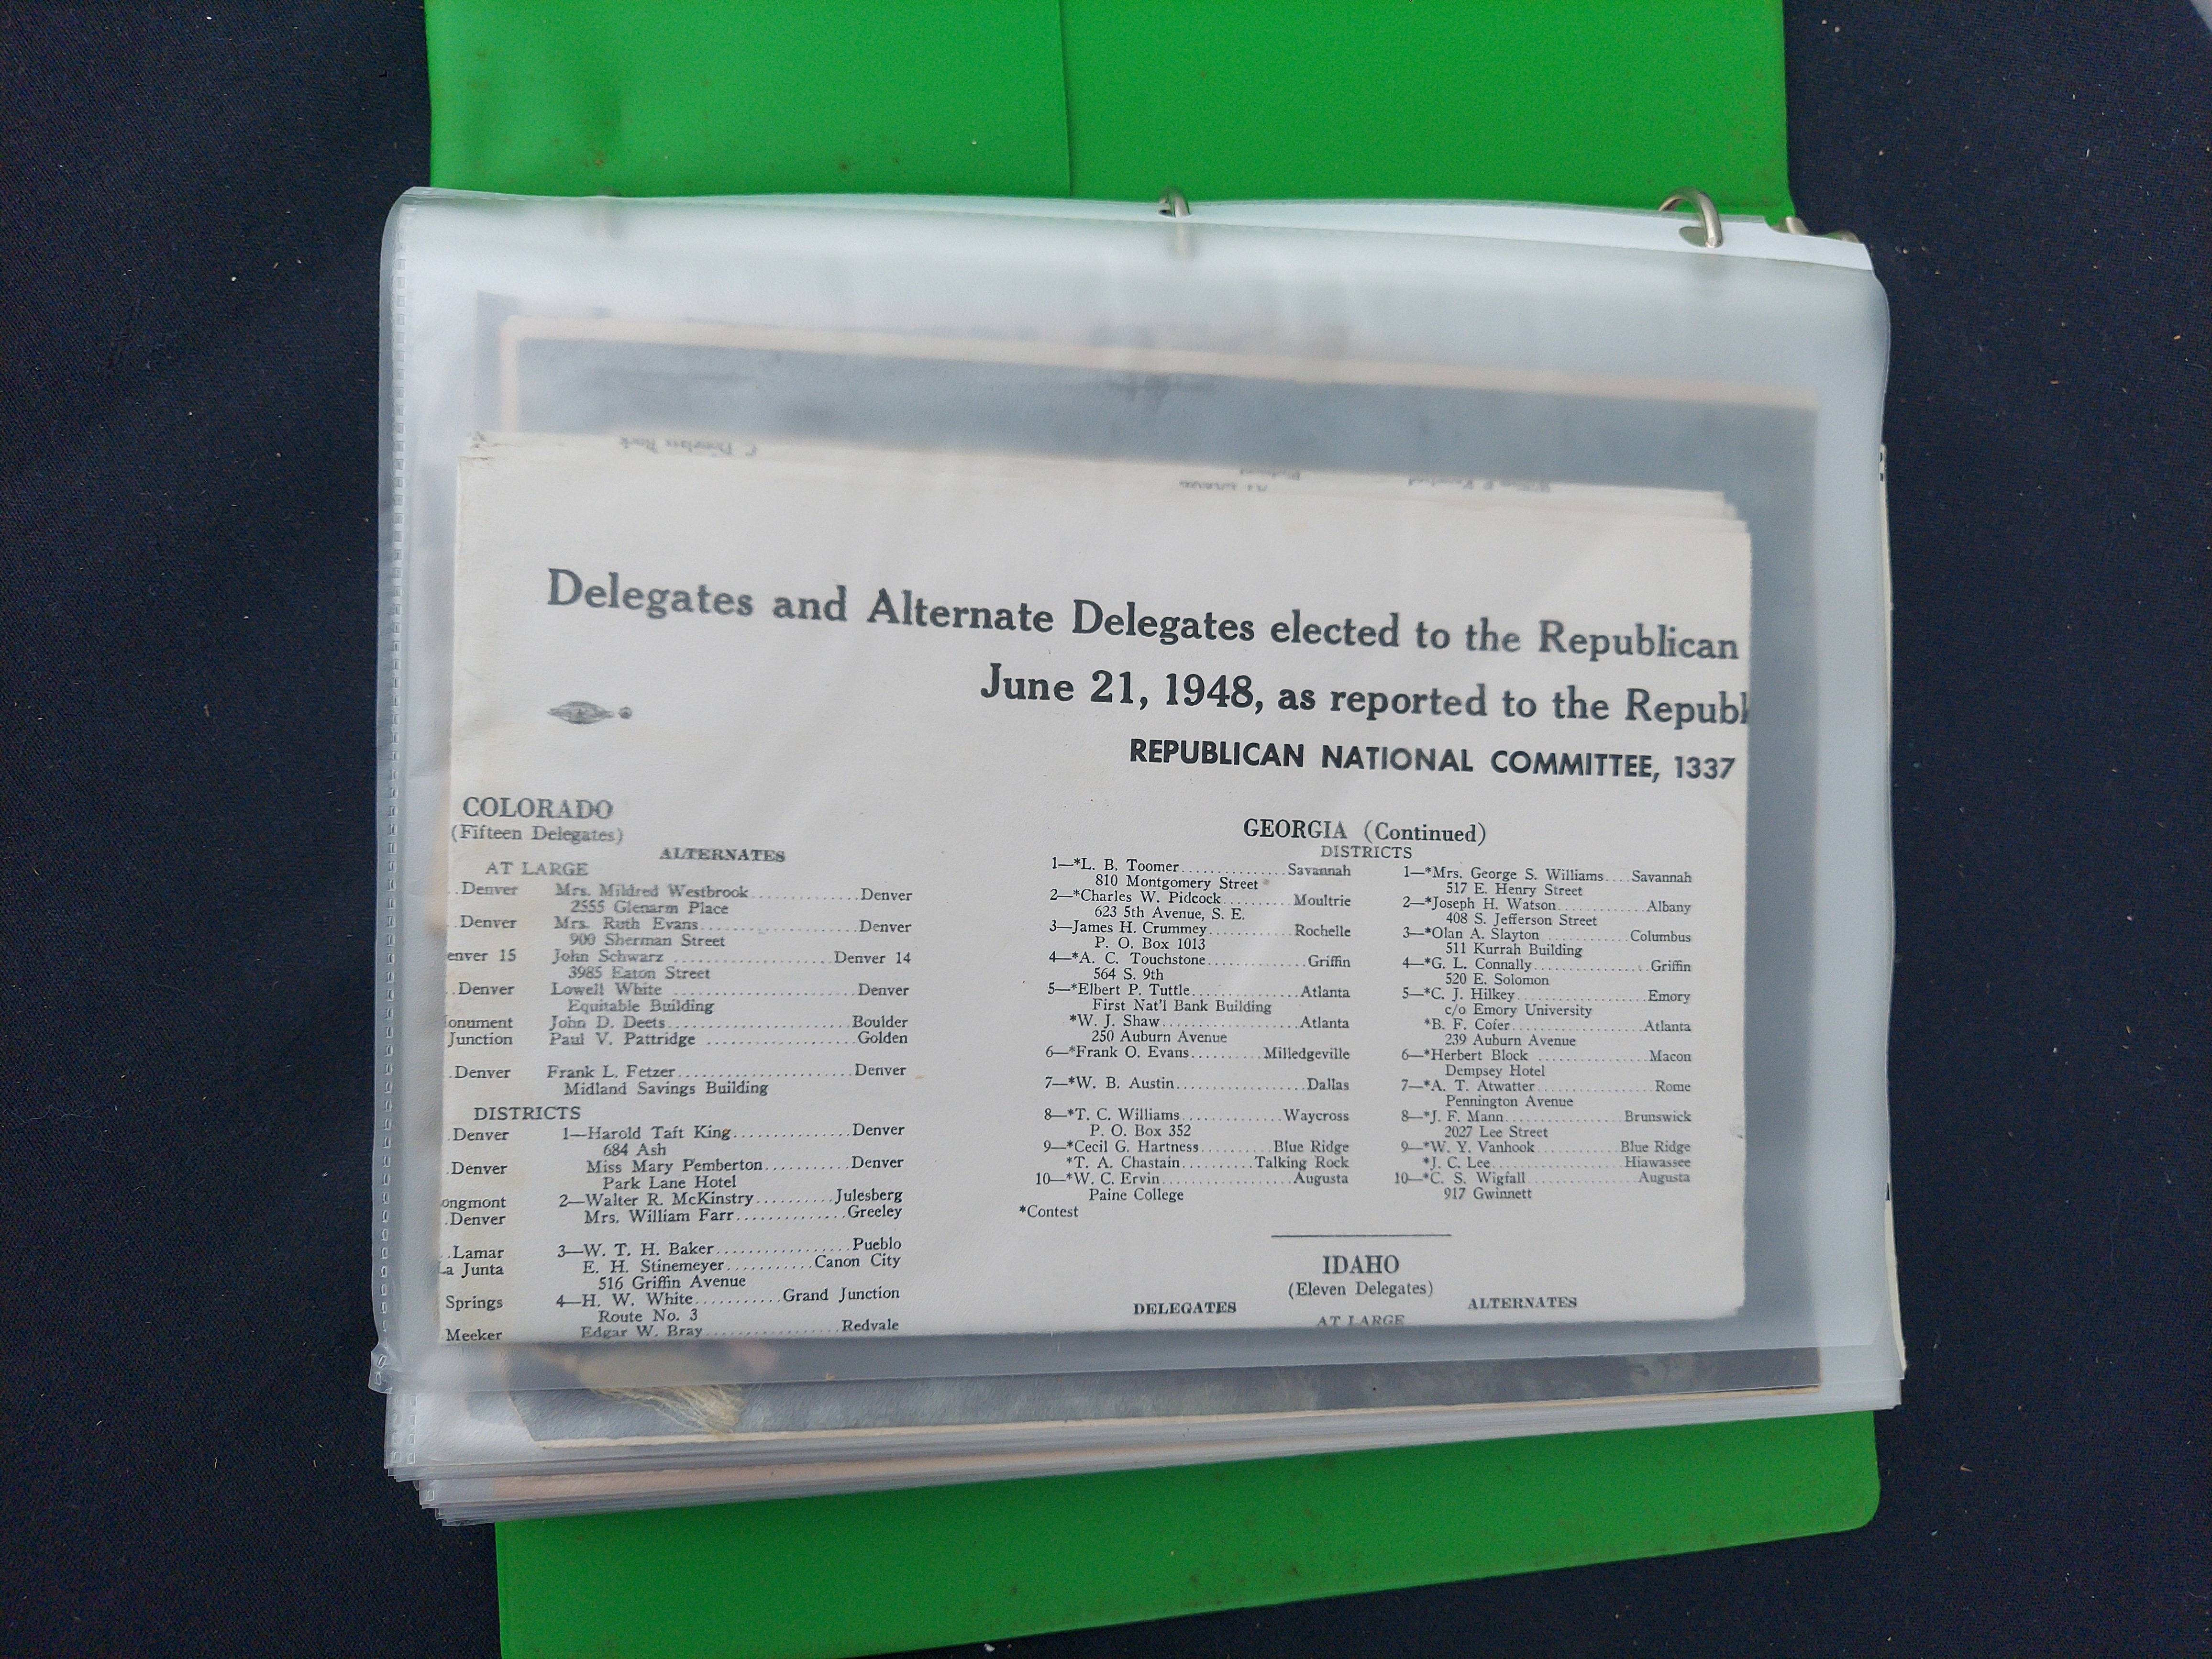 Delegates and Alternate Delegates elected to the Republican
June 21, 1948, as reported to the Republ
REPUBLICAN NATIONAL COMMITTEE, 1337
COLORADO
(Fifteen Delegates)
ALTERNATES
AT LARGE
..Denver Mrs. Mildred Westbrook..............Denver
2555 Glenarm Place
Denver Mrs. Ruth Evans....................Denver
900 Sherman Street
enver 15 John Schwarz ....................Denver 14
3985 Eaton Street
..Denver Lowell White .......................Denver
Equitable Building
onument John D. Deets.......................Boulder
Junction Paul V. Pattridge ..................Golden
.Denver Frank L. Fetzer......................Denver
Midland Savings Building
DISTRICTS
.Denver 1—Harold Taft King...............Denver
684 Ash
.Denver Miss Mary Pemberton...........Denver
Park Lane Hotel
ongmont 2—Walter R. McKinstry..........Julesberg
.Denver Mrs. William Farr..............Greeley
.Lamar 3—W. T. H. Baker..................Pueblo
La Junta E. H. Stinemeyer...........Canon City
516 Griffin Avenue
Springs 4—H. W. White...........Grand Junction
Route No. 3
Meeker Edgar W. Bray.................Redvale
GEORGIA (Continued)
DISTRICTS
1—*L. B. Toomer................Savannah
810 Montgomery Street
2—*Charles W. Pidcock..........Moultrie
623 5th Avenue, S. E.
3—James H. Crummey............Rochelle
P. O. Box 1013
4—*A. C. Touchstone..............Griffin
564 S. 9th
5—*Elbert P. Tuttle................Atlanta
First Nat'l Bank Building
*W. J. Shaw....................Atlanta
250 Auburn Avenue
6—*Frank O. Evans..........Milledgeville
7—*W. B. Austin...................Dallas
8—*T. C. Williams..............Waycross
P. O. Box 352
9—*Cecil G. Hartness..........Blue Ridge
*T. A. Chastain..........Talking Rock
10—*W. C. Ervin..................Augusta
Paine College
*Contest
1—*Mrs. George S. Williams....Savannah
517 E. Henry Street
2—*Joseph H. Watson.............Albany
408 S. Jefferson Street
3—*Olan A. Slayton ............Columbus
511 Kurrah Building
4—*G. L. Connally.................Griffin
520 E. Solomon
5—*C. J. Hilkey...................Emory
c/o Emory University
*B. F. Cofer....................Atlanta
239 Auburn Avenue
6—*Herbert Block ................Macon
Dempsey Hotel
7—*A. T. Atwatter.................Rome
Pennington Avenue
8—*J. F. Mann................Brunswick
2027 Lee Street
9—*W. Y. Vanhook............Blue Ridge
*J. C. Lee...................Hiawassee
10—*C. S. Wigfall................Augusta
917 Gwinnett
IDAHO
(Eleven Delegates)
DELEGATES ALTERNATES
AT LARGE